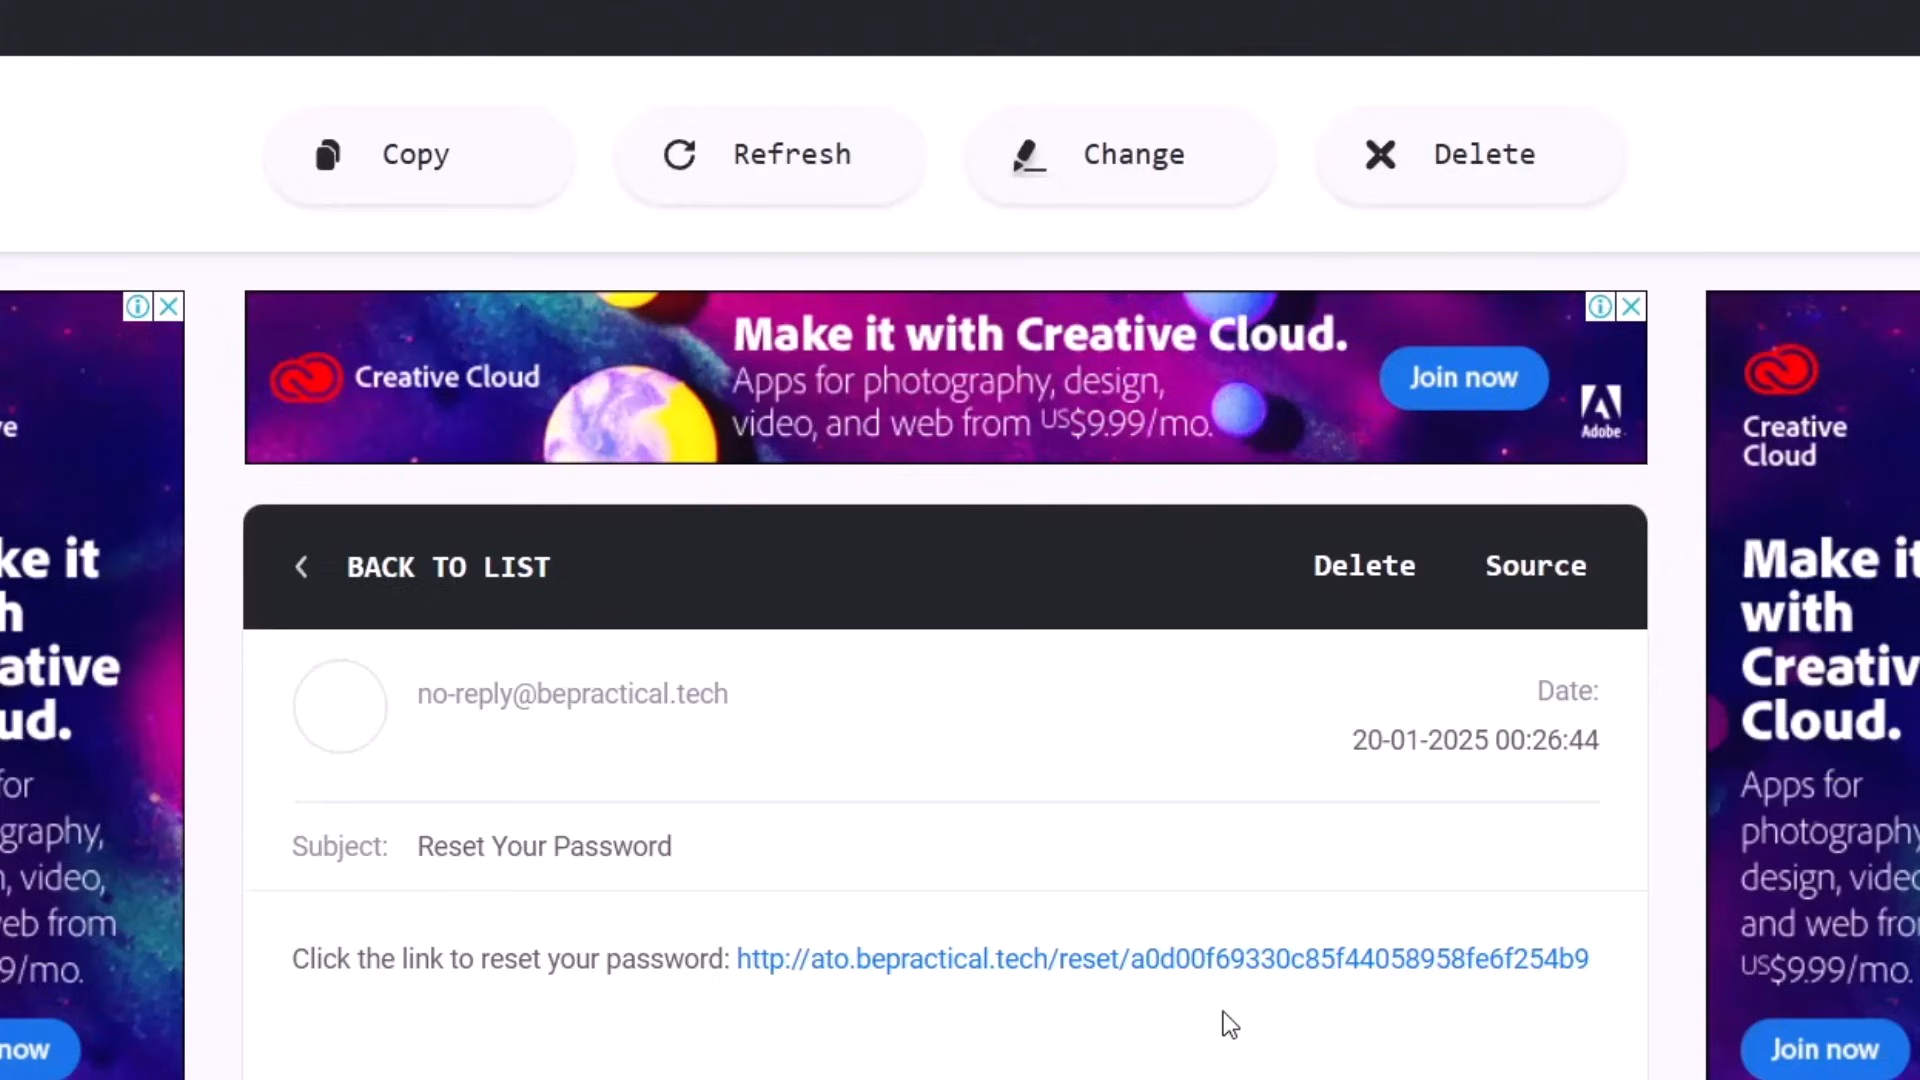 Copy
Refresh
Change
Delete
Creative Cloud
Make it with Creative Cloud.
Apps for photography, design,
video, and web from US$9.99/mo.
Join now
Adobe
ve
ke it
h
ative
ud.
for
graphy,
n, video,
eb from
9/mo.
now
BACK TO LIST
Delete
Source
no-reply@bepractical.tech
Date:
20-01-2025 00:26:44
Subject: Reset Your Password
Click the link to reset your password: http://ato.bepractical.tech/reset/a0d00f69330c85f44058958fe6f254b9
Creative
Cloud
Make it
with
Creativ
Cloud.
Apps for
photography
design, video
and web fro
US$9.99/mo.
Join now